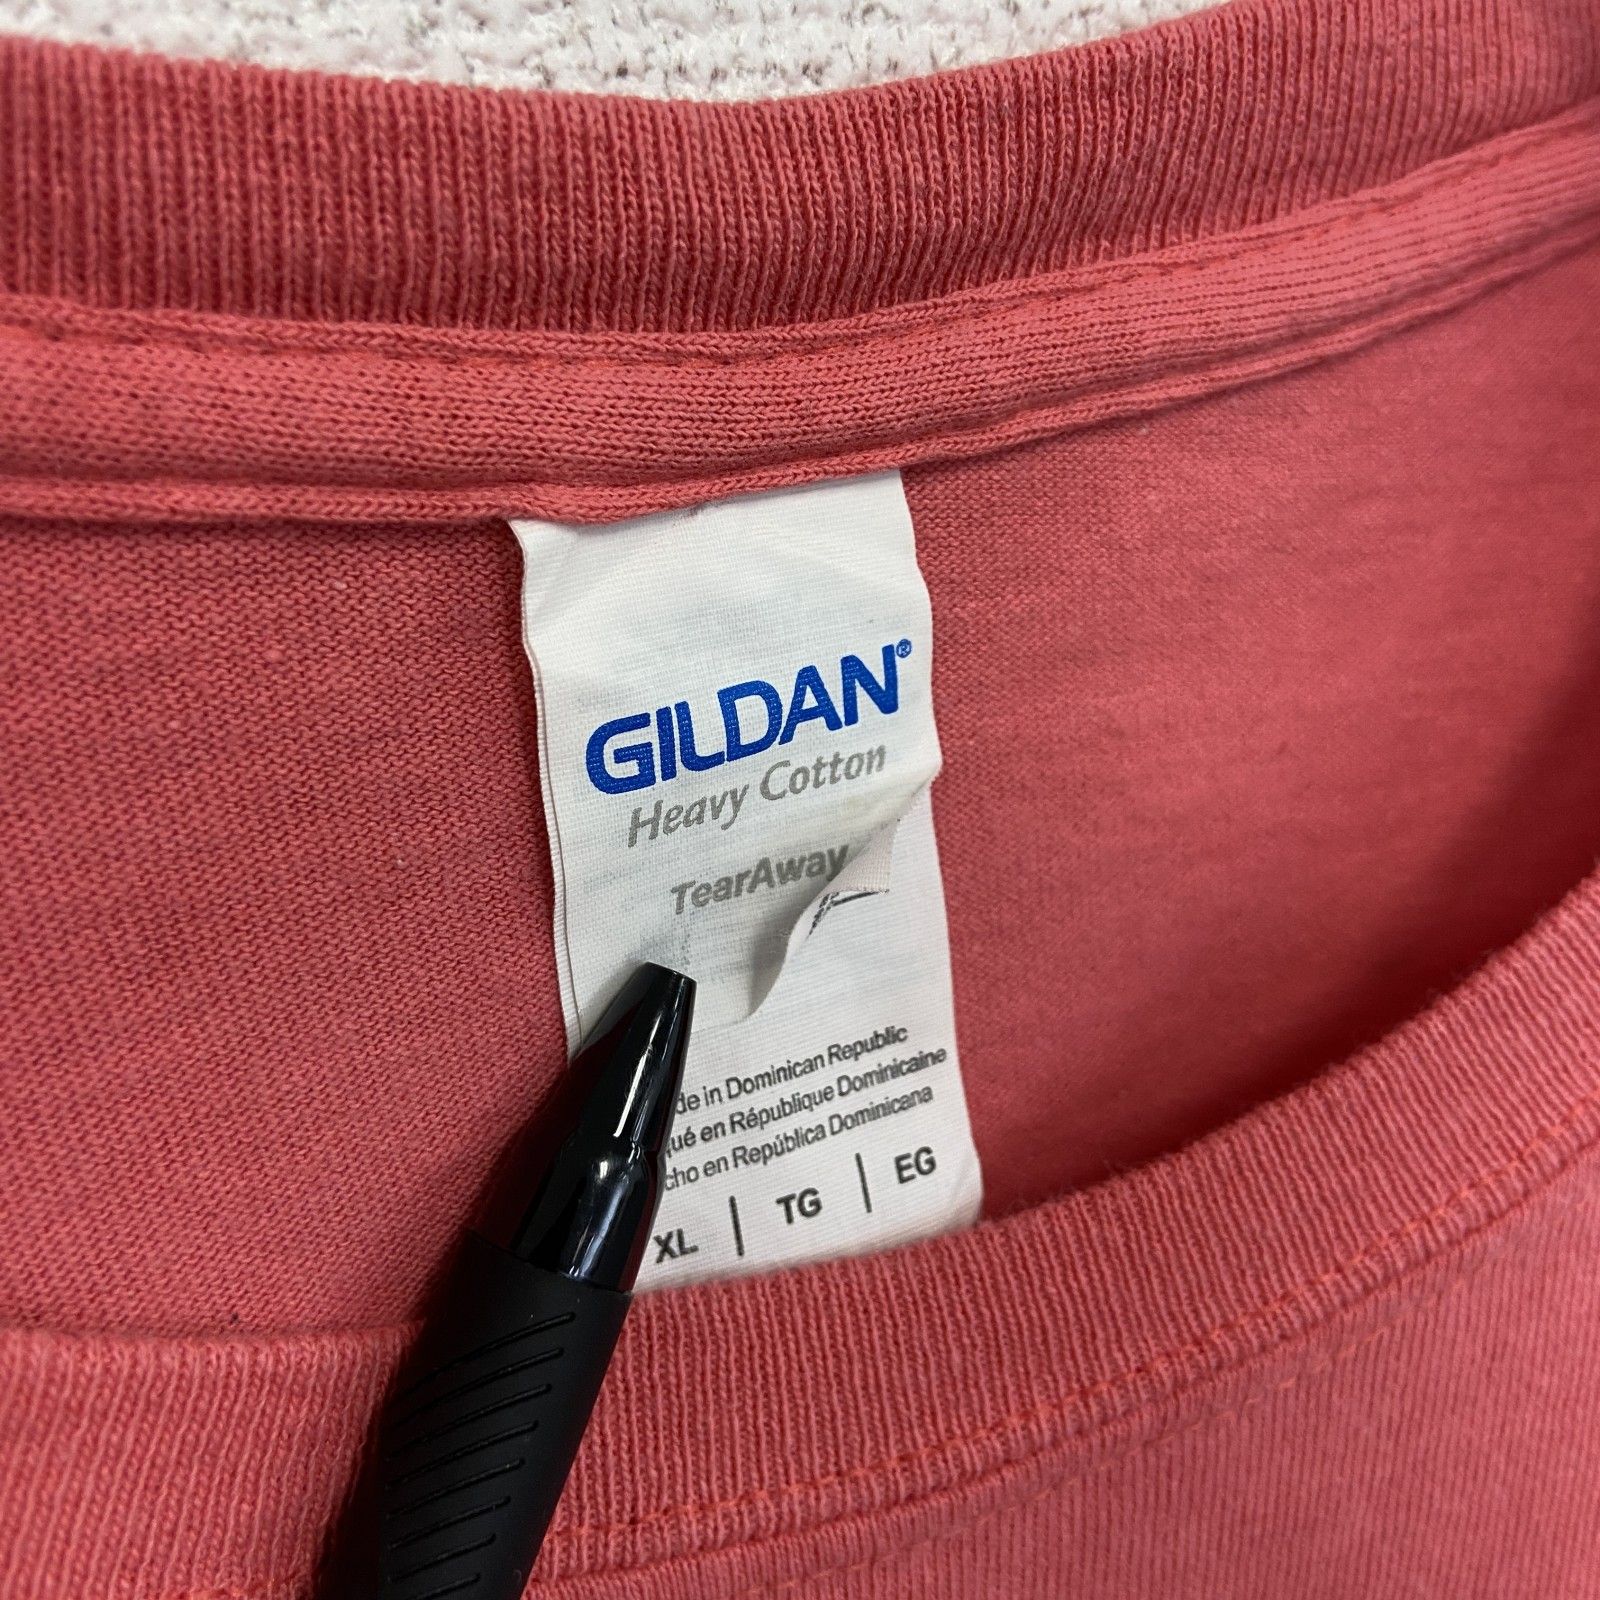 GILDAN®
Heavy Cotton
TearAway
de in Dominican Republic
qué en République Dominicaine
cho en República Dominicana
XL | TG | EG